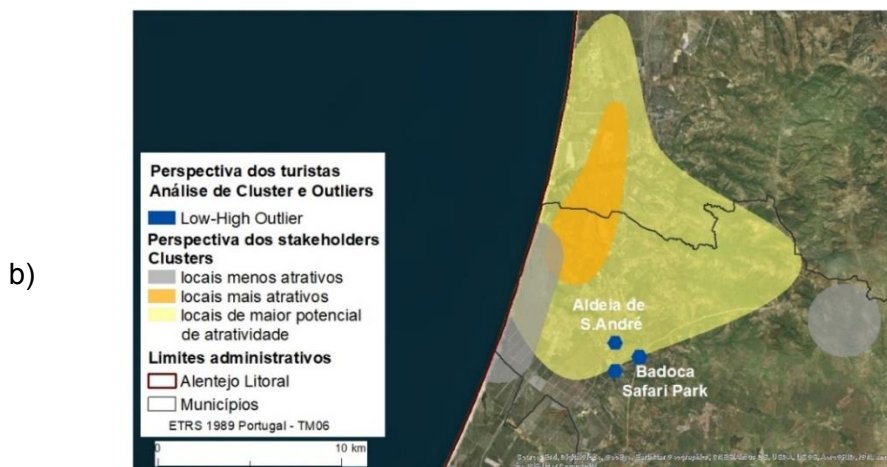 b)
Perspectiva dos turistas
Análise de Cluster e Outliers
Low-High Outlier
Perspectiva dos stakeholders
Clusters
locais menos atrativos
locais mais atrativos
locais de maior potencial
de atratividade
Limites administrativos
Alentejo Litoral
Municípios
ETRS 1989 Portugal - TM06
0 10 km
Aldeia de
S.André
Badoca
Safari Park